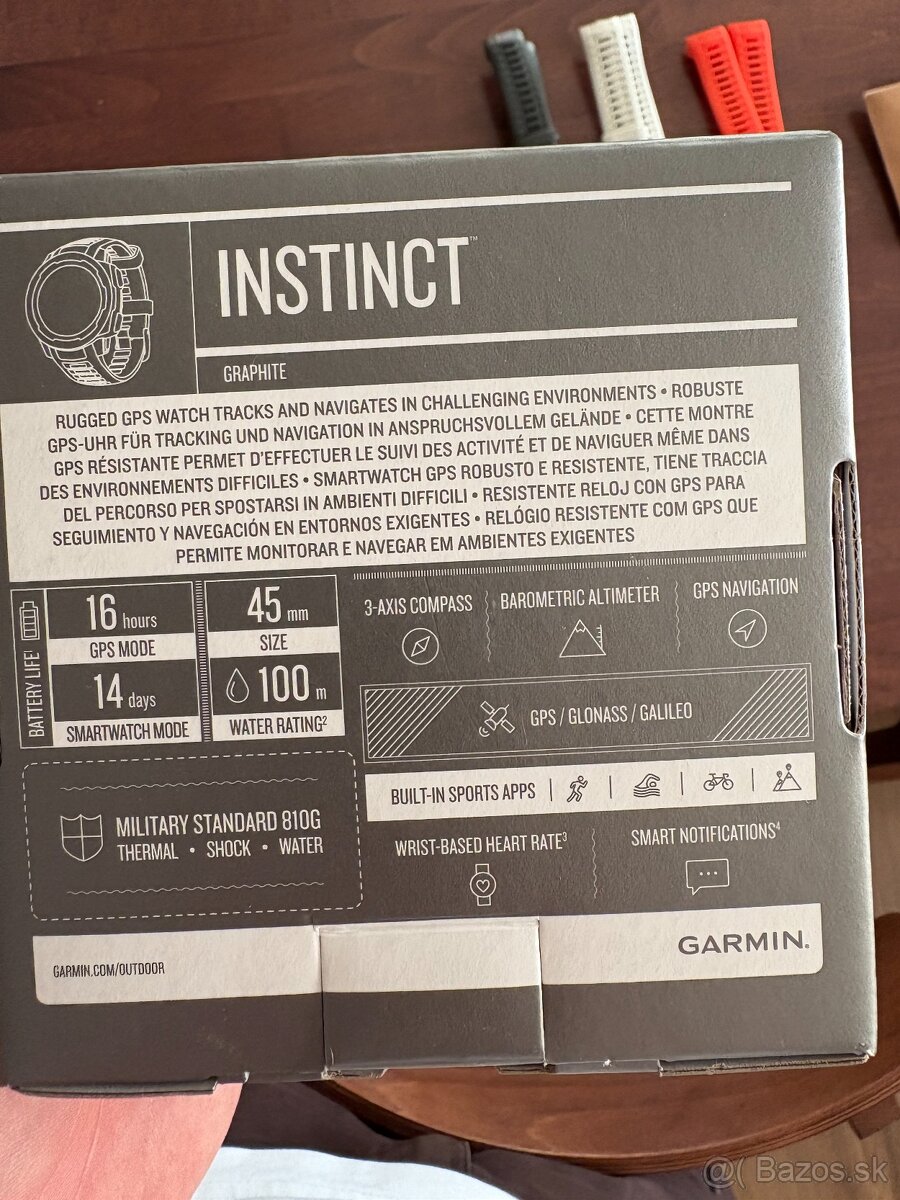 INSTINCT™
GRAPHITE
RUGGED GPS WATCH TRACKS AND NAVIGATES IN CHALLENGING ENVIRONMENTS • ROBUSTE
GPS-UHR FÜR TRACKING UND NAVIGATION IN ANSPRUCHSVOLLEM GELÄNDE • CETTE MONTRE
GPS RÉSISTANTE PERMET D'EFFECTUER LE SUIVI DES ACTIVITÉ ET DE NAVIGUER MÊME DANS
DES ENVIRONNEMENTS DIFFICILES • SMARTWATCH GPS ROBUSTO E RESISTENTE, TIENE TRACCIA
DEL PERCORSO PER SPOSTARSI IN AMBIENTI DIFFICILI • RESISTENTE RELOJ CON GPS PARA
SEGUIMIENTO Y NAVEGACIÓN EN ENTORNOS EXIGENTES • RELÓGIO RESISTENTE COM GPS QUE
PERMITE MONITORAR E NAVEGAR EM AMBIENTES EXIGENTES
BATTERY LIFE¹
16 hours
GPS MODE
14 days
SMARTWATCH MODE
45 mm
SIZE
100 m
WATER RATING²
3-AXIS COMPASS
BAROMETRIC ALTIMETER
GPS NAVIGATION
GPS / GLONASS / GALILEO
BUILT-IN SPORTS APPS
MILITARY STANDARD 810G
THERMAL • SHOCK • WATER
WRIST-BASED HEART RATE³
SMART NOTIFICATIONS⁴
GARMIN.COM/OUTDOOR
GARMIN.
@( Bazos.sk